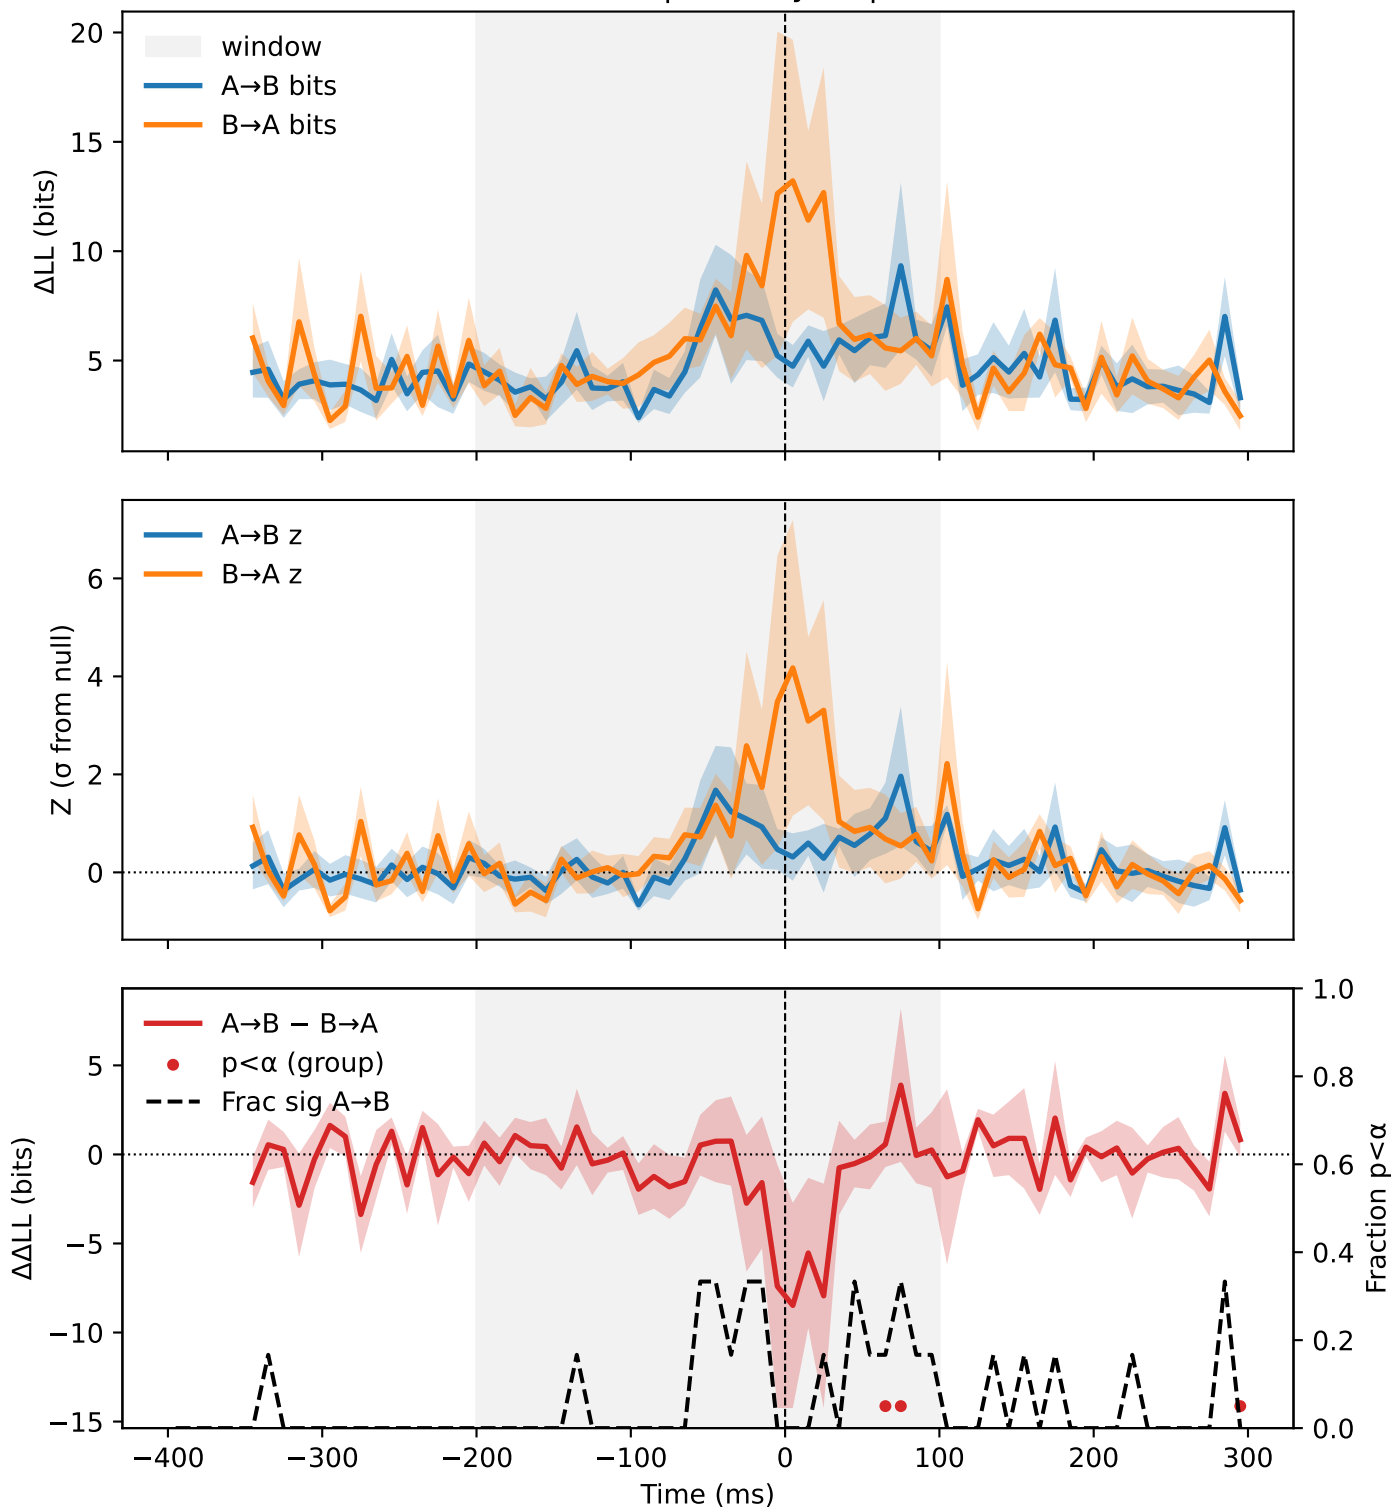 20
15
10
5
ΔLL (bits)
window
A→B bits
B→A bits
6
4
2
0
Z (σ from null)
A→B z
B→A z
5
0
−5
−10
−15
ΔΔLL (bits)
A→B − B→A
p<α (group)
Frac sig A→B
1.0
0.8
0.6
0.4
0.2
0.0
Fraction p<α
−400 −300 −200 −100 0 100 200 300
Time (ms)